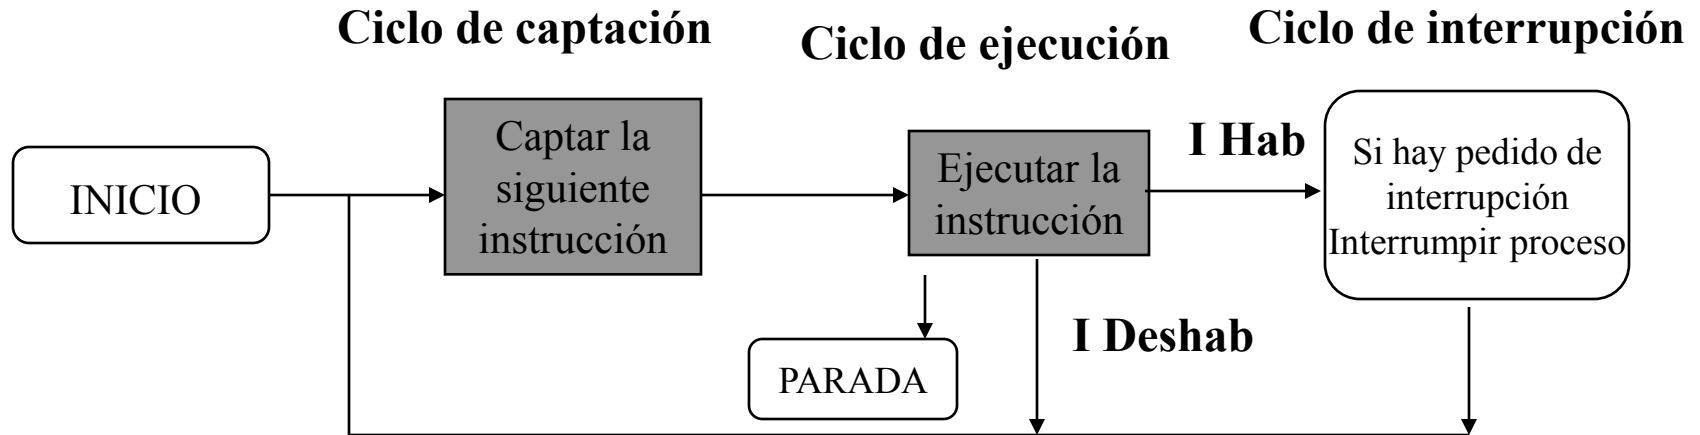 Ciclo de captación
Ciclo de ejecución
Ciclo de interrupción
INICIO
Captar la
siguiente
instrucción
Ejecutar la
instrucción
I Hab
Si hay pedido de
interrupción
Interrumpir proceso
I Deshab
PARADA